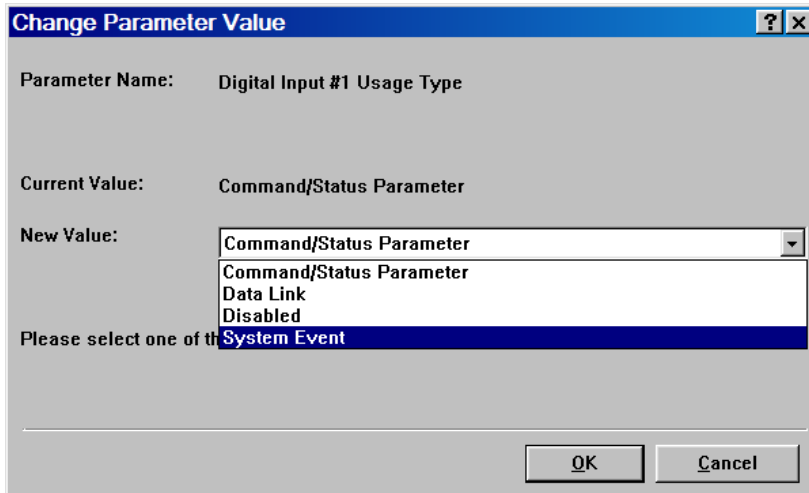 Change Parameter Value
Parameter Name: Digital Input #1 Usage Type
Current Value: Command/Status Parameter
New Value: Command/Status Parameter
Command/Status Parameter
Data Link
Disabled
System Event
Please select one of th
OK Cancel